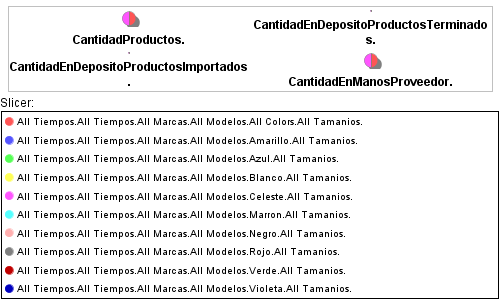 CantidadProductos.
CantidadEnDepositoProductosTerminado
s.
CantidadEnDepositoProductosImportados
.
CantidadEnManosProveedor.
Slicer:
All Tiempos.All Tiempos.All Marcas.All Modelos.All Colors.All Tamanios.
All Tiempos.All Tiempos.All Marcas.All Modelos.Amarillo.All Tamanios.
All Tiempos.All Tiempos.All Marcas.All Modelos.Azul.All Tamanios.
All Tiempos.All Tiempos.All Marcas.All Modelos.Blanco.All Tamanios.
All Tiempos.All Tiempos.All Marcas.All Modelos.Celeste.All Tamanios.
All Tiempos.All Tiempos.All Marcas.All Modelos.Marron.All Tamanios.
All Tiempos.All Tiempos.All Marcas.All Modelos.Negro.All Tamanios.
All Tiempos.All Tiempos.All Marcas.All Modelos.Rojo.All Tamanios.
All Tiempos.All Tiempos.All Marcas.All Modelos.Verde.All Tamanios.
All Tiempos.All Tiempos.All Marcas.All Modelos.Violeta.All Tamanios.